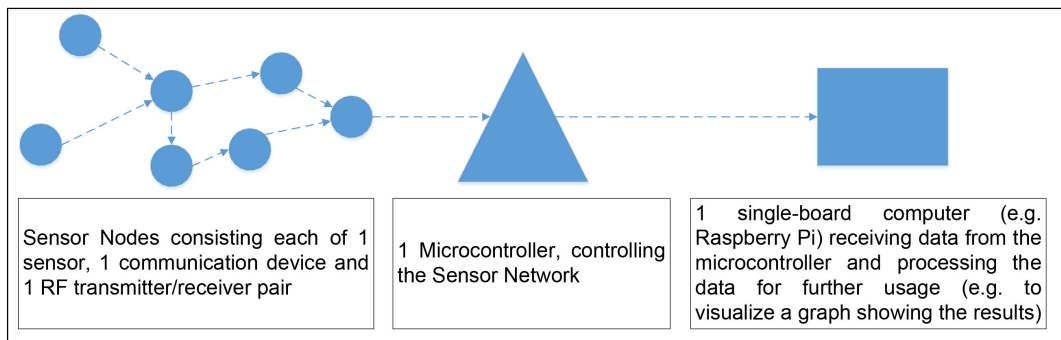 Sensor Nodes consisting each of 1
sensor, 1 communication device and
1 RF transmitter/receiver pair
1 Microcontroller, controlling
the Sensor Network
1 single-board computer (e.g.
Raspberry Pi) receiving data from the
microcontroller and processing the
data for further usage (e.g. to
visualize a graph showing the results)